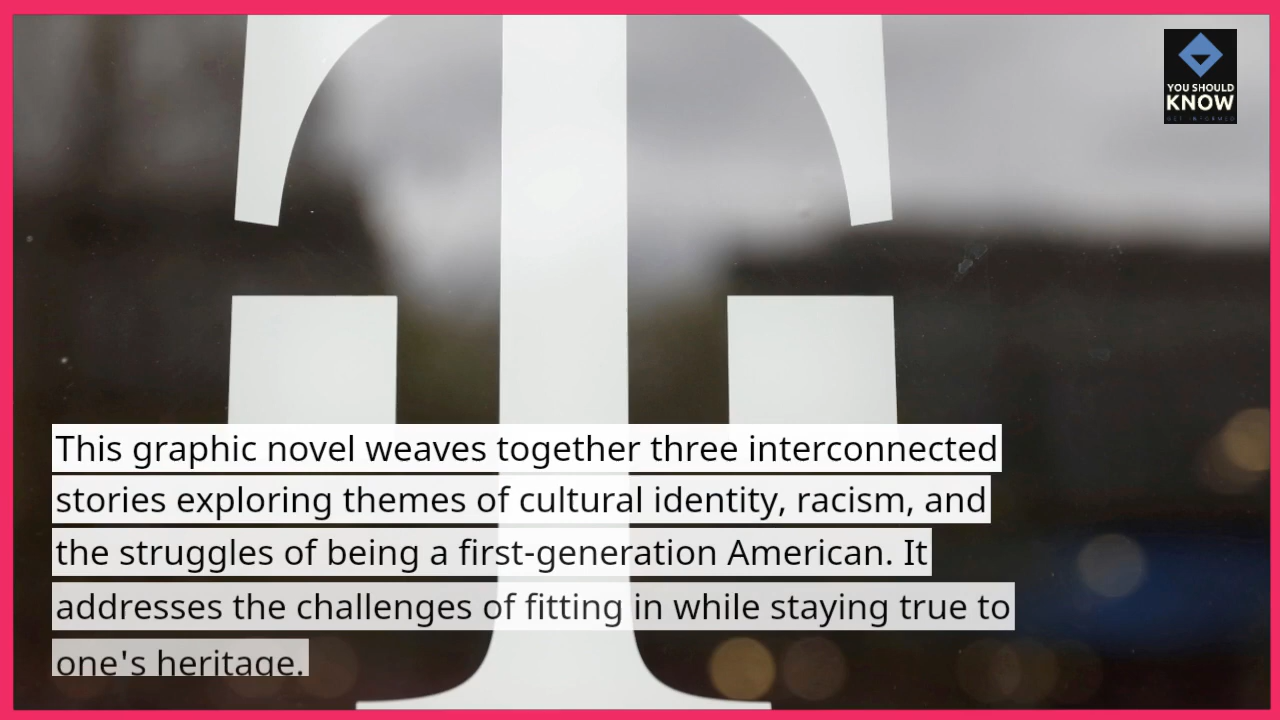 YOU SHOULD
KNOW
GET INFORMED
This graphic novel weaves together three interconnected
stories exploring themes of cultural identity, racism, and
the struggles of being a first-generation American. It
addresses the challenges of fitting in while staying true to
one's heritage.